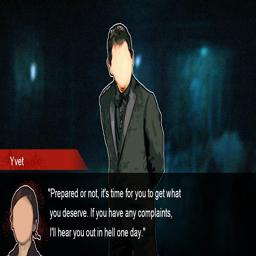 Yvet
"Prepared or not, it's time for you to get what
you deserve. If you have any complaints,
I'll hear you out in hell one day."